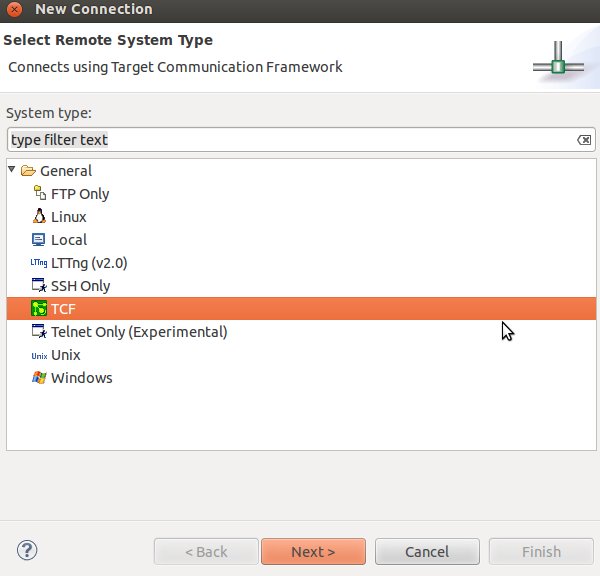 New Connection
Select Remote System Type
Connects using Target Communication Framework
System type:
type filter text
General
FTP Only
Linux
Local
LTTng LTTng (v2.0)
SSH Only
TCF
Telnet Only (Experimental)
Unix Unix
Windows
? < Back Next > Cancel Finish